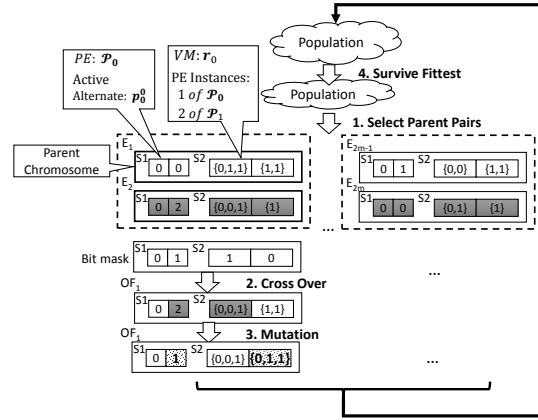 Population
4. Survive Fittest
Population
1. Select Parent Pairs
PE: 𝒫₀
Active
Alternate: p₀⁰
VM: r₀
PE Instances:
1 of 𝒫₀
2 of 𝒫₁
Parent
Chromosome
E₁
S1 S2
0 0 {0,1,1} {1,1}
E₂
S1 S2
0 2 {0,0,1} {1}
...
E₂ₘ₋₁
S1 S2
0 1 {0,0} {1,1}
E₂ₘ
S1 S2
0 0 {0,1} {1}
Bit mask
S1 S2
0 1 1 0
...
2. Cross Over
OF₁
S1 S2
0 2 {0,0,1} {1,1}
3. Mutation
OF₁
S1 S2
0 1 {0,0,1} {0,1,1}
...